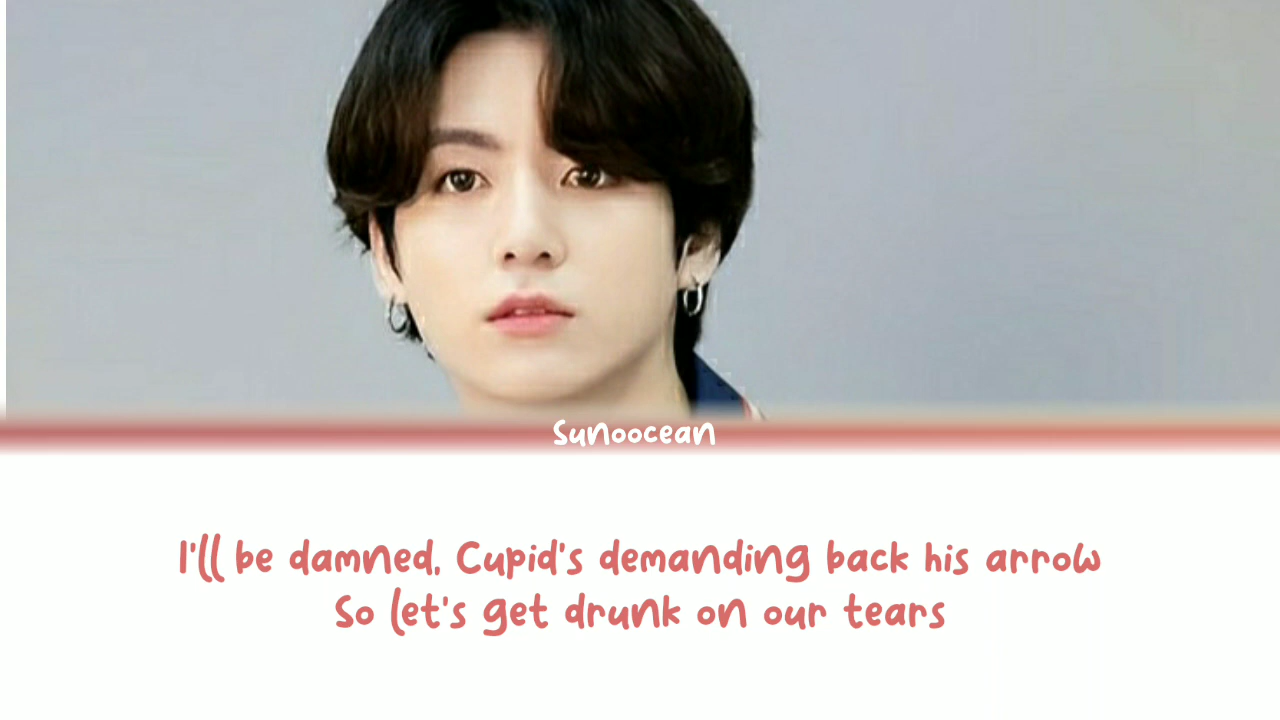 Sunoocean
I'll be damned, Cupid's demanding back his arrow
So let's get drunk on our tears